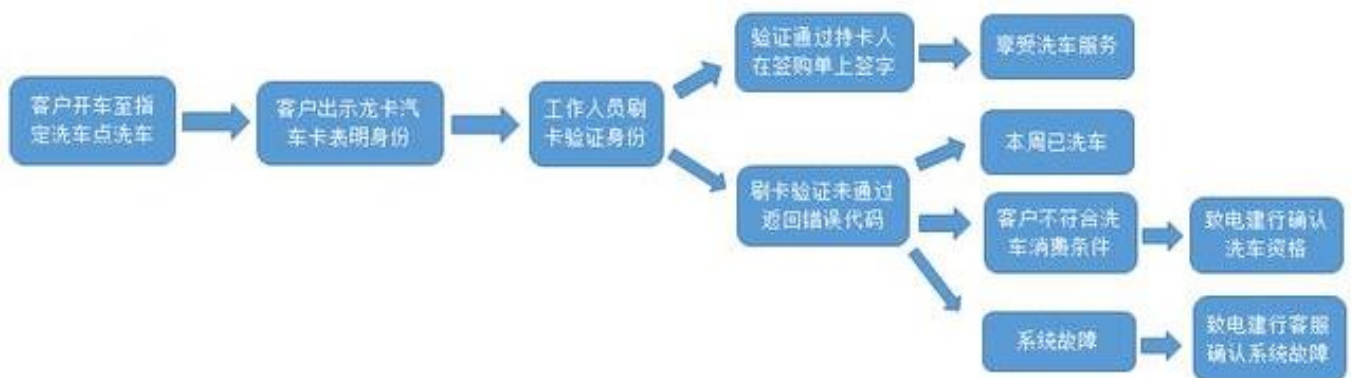 客户开车至指
定洗车点洗车
客户出示龙卡汽
车卡表明身份
工作人员刷
卡验证身份
验证通过持卡人
在签购单上签字
享受洗车服务
刷卡验证未通过
返回错误代码
本周已洗车
客户不符合洗
车消费条件
致电建行确认
洗车资格
系统故障
致电建行客服
确认系统故障